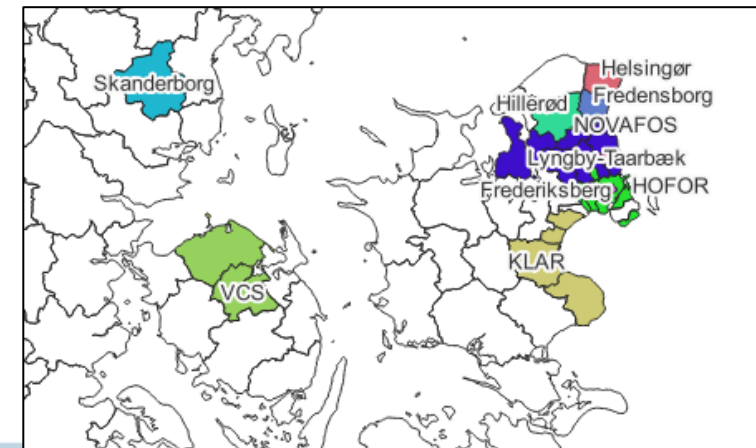 Helsingør
Skanderborg
Fredensborg
Hillerød
NOVAFOS
Lyngby-Taarbæk
Frederiksberg
HOFOR
KLAR
VCS